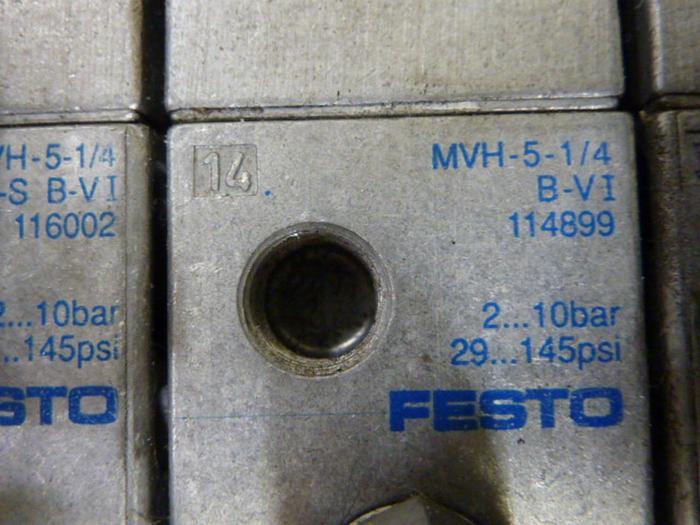 VH-5-1/4
-S B-VI
116002
2...10bar
...145psi
STO
14
MVH-5-1/4
B-VI
114899
2...10bar
29...145psi
FESTO